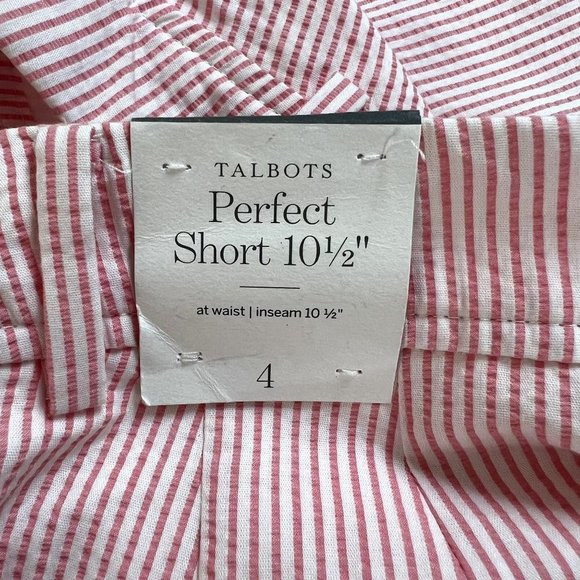 TALBOTS
Perfect
Short 10½"
at waist | inseam 10 ½"
4